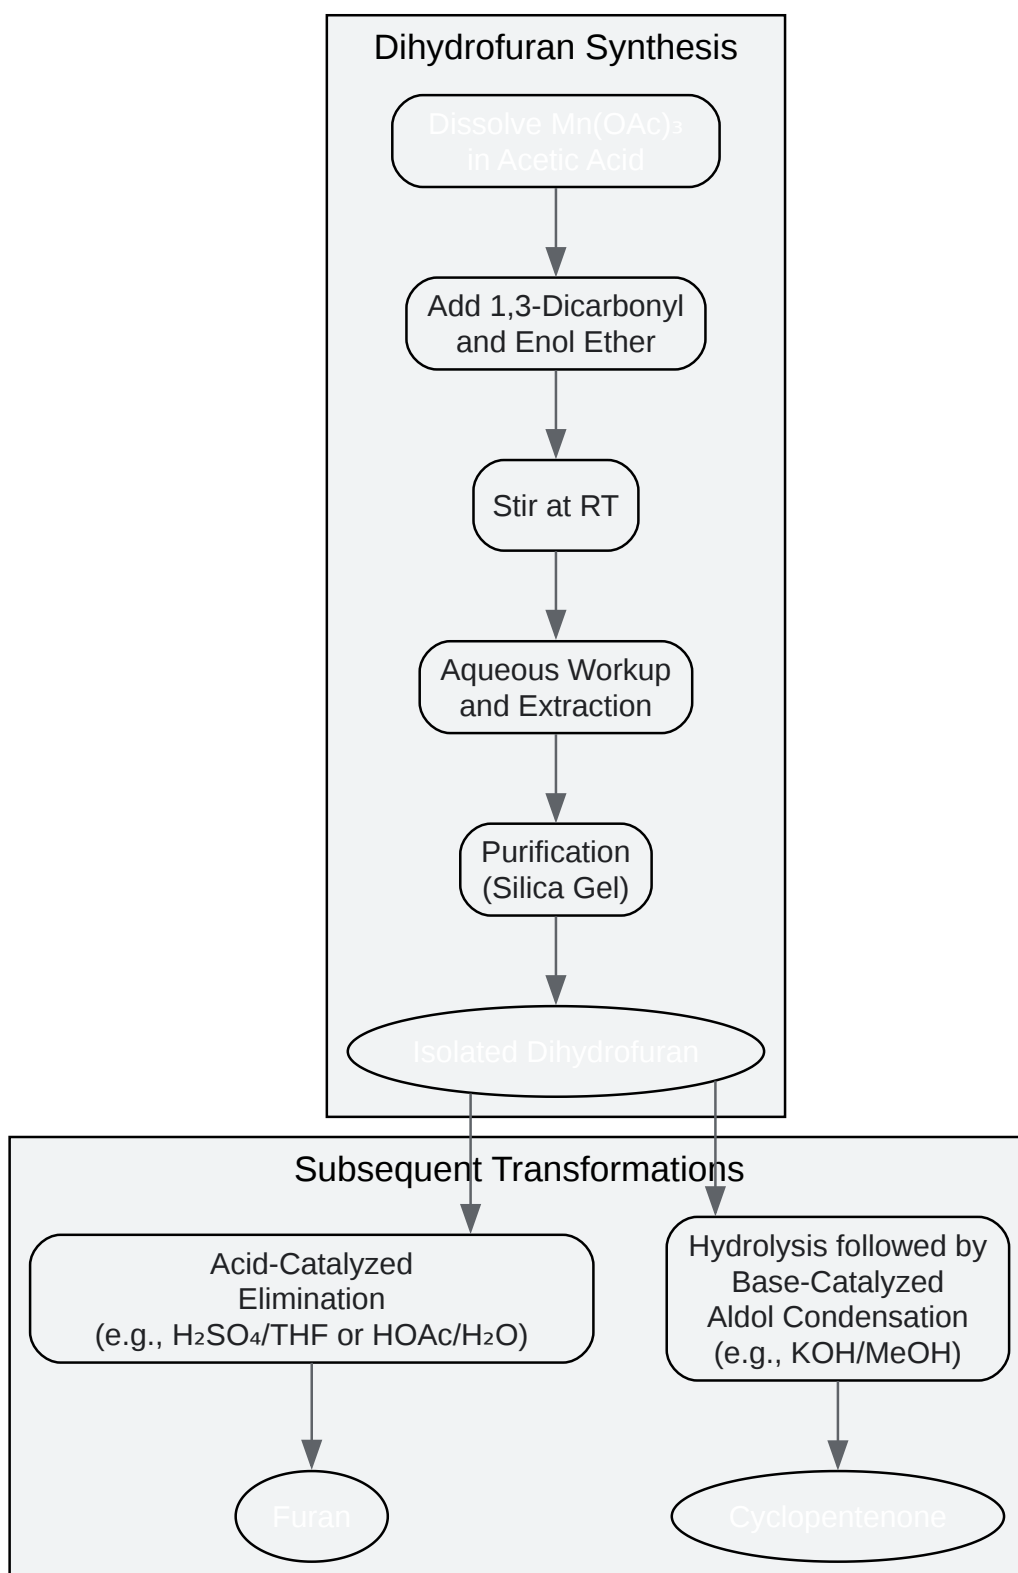 Dihydrofuran Synthesis
Dissolve Mn(OAc)₃
in Acetic Acid
Add 1,3-Dicarbonyl
and Enol Ether
Stir at RT
Aqueous Workup
and Extraction
Purification
(Silica Gel)
Isolated Dihydrofuran
Subsequent Transformations
Acid-Catalyzed
Elimination
(e.g., H₂SO₄/THF or HOAc/H₂O)
Hydrolysis followed by
Base-Catalyzed
Aldol Condensation
(e.g., KOH/MeOH)
Furan
Cyclopentenone